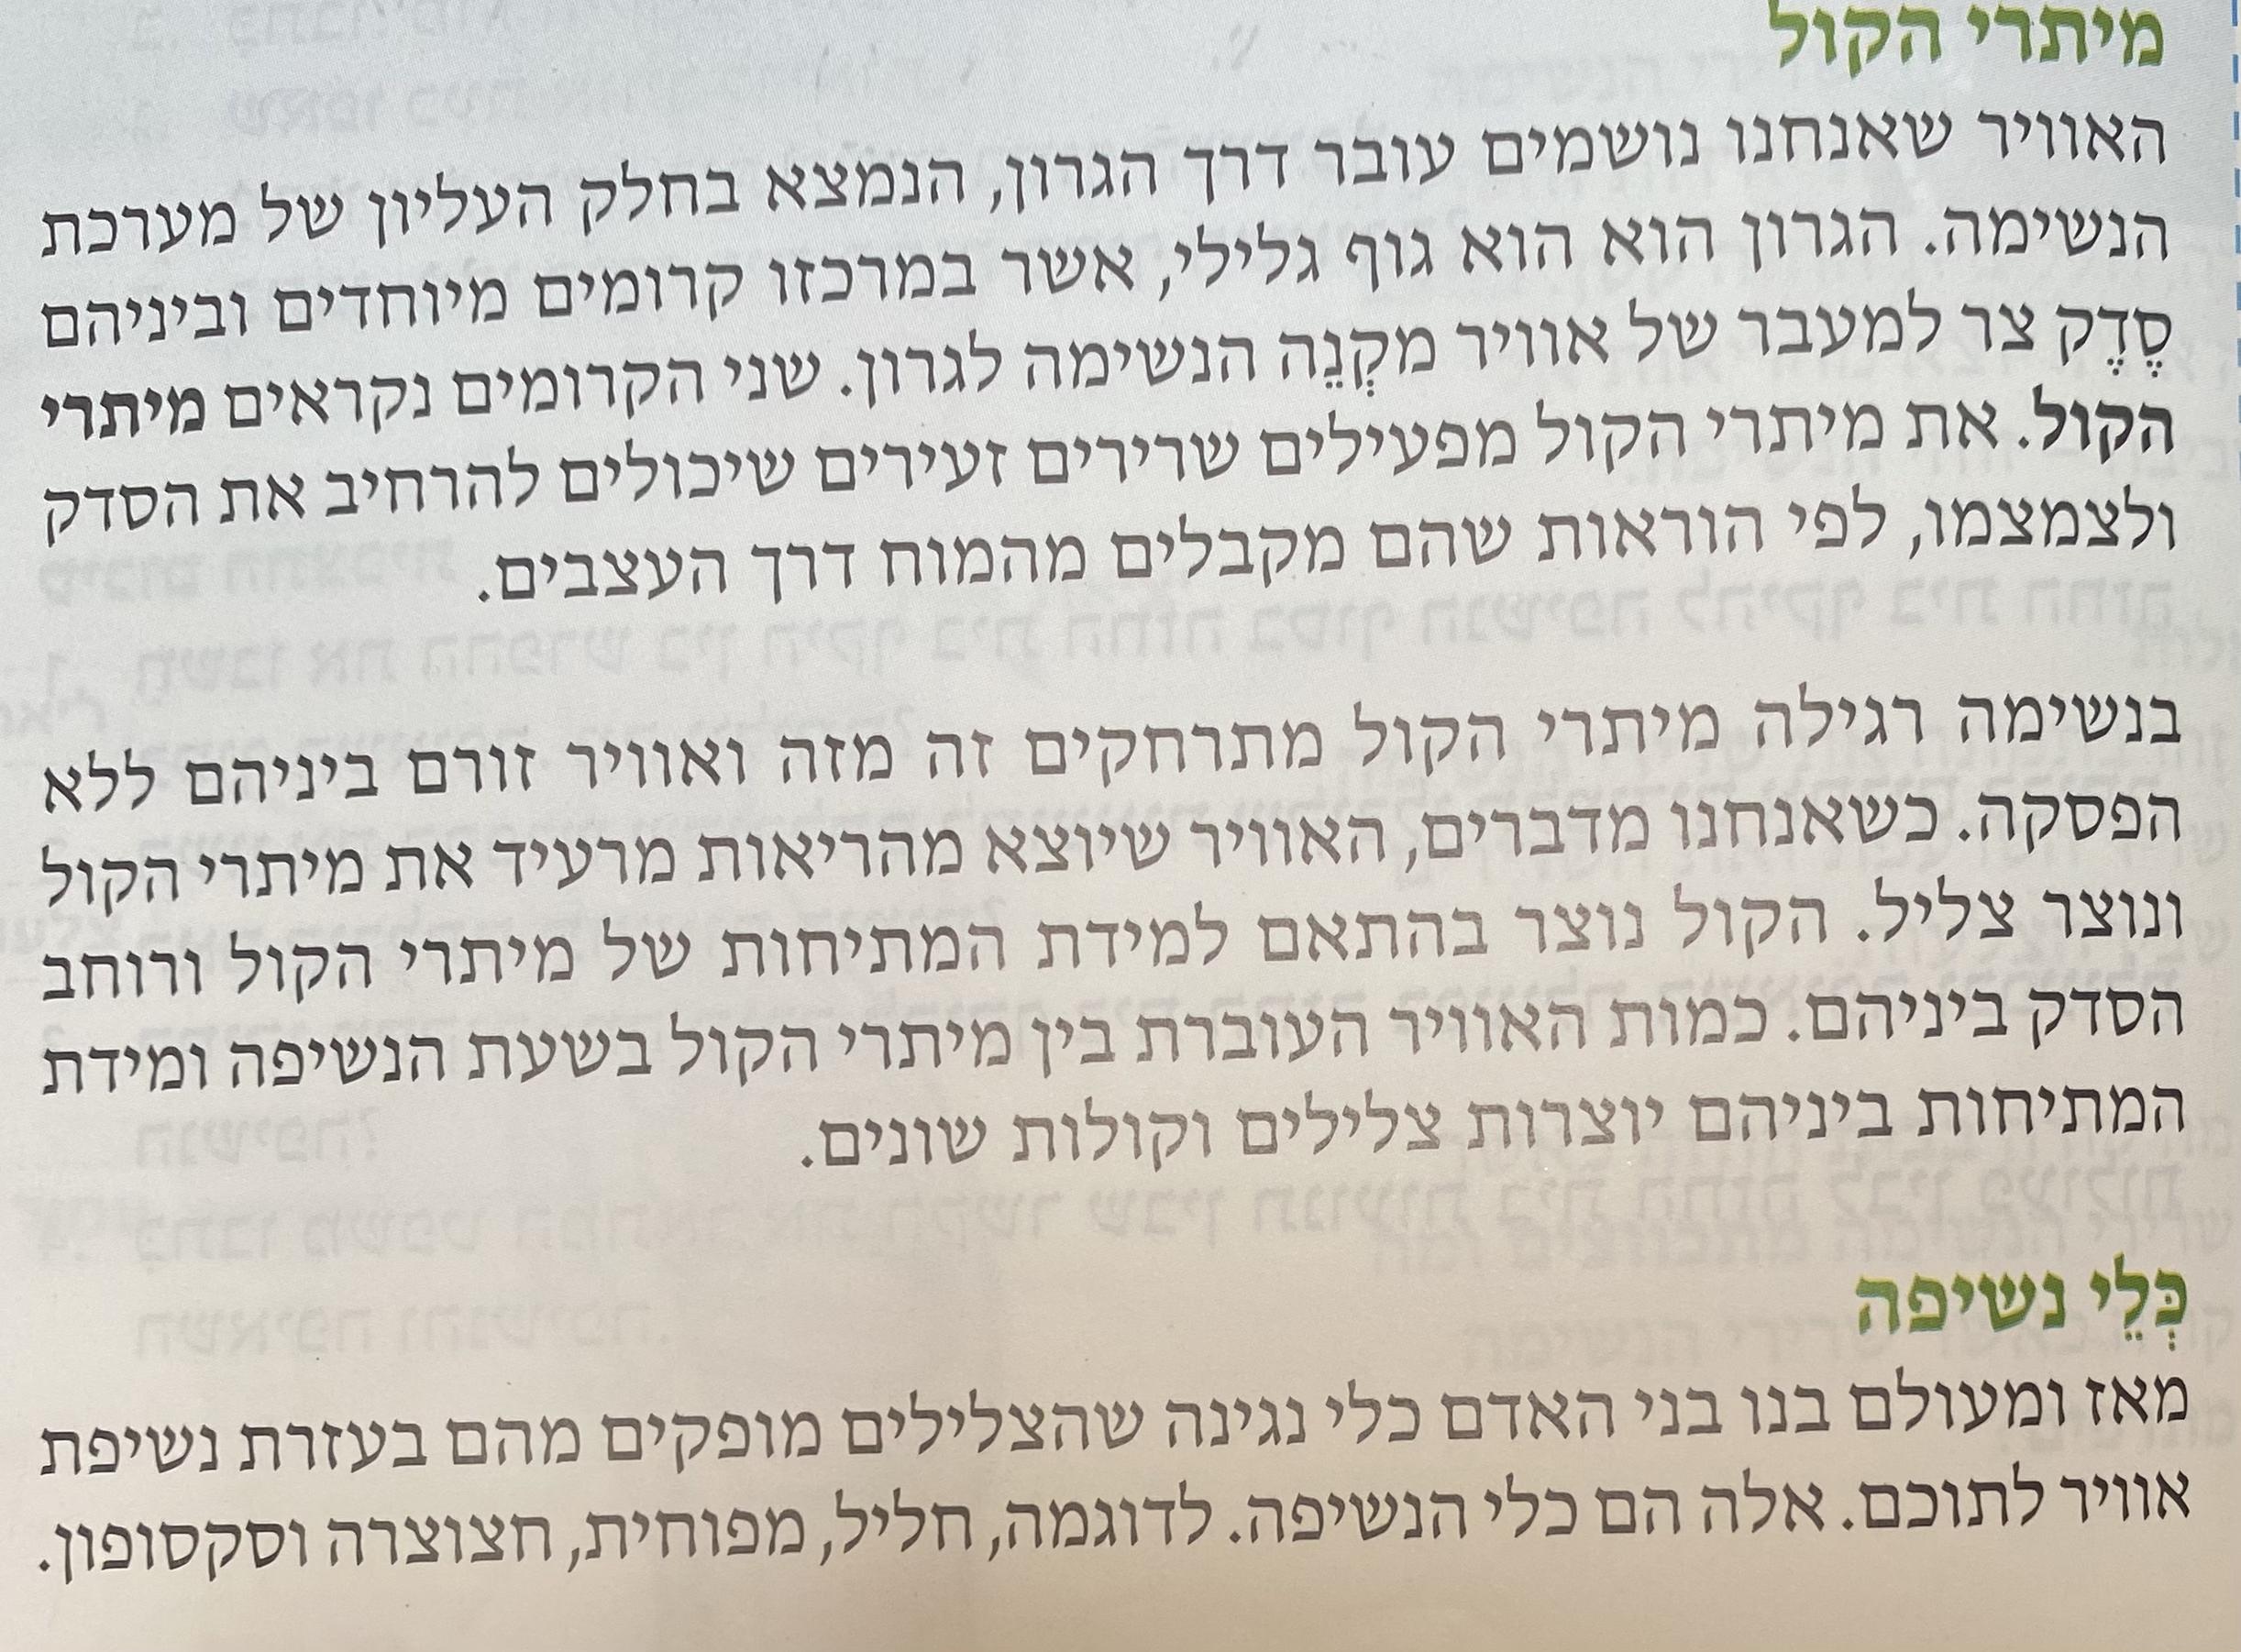 מיתרי הקול
האוויר שאנחנו נושמים עובר דרך הגרון, הנמצא בחלק העליון של מערכת
הנשימה. הגרון הוא הוא גוף גלילי, אשר במרכזו קרומים מיוחדים וביניהם
סֶדֶק צר למעבר של אוויר מקְנֵה הנשימה לגרון. שני הקרומים נקראים מיתרי
הקול. את מיתרי הקול מפעילים שרירים זעירים שיכולים להרחיב את הסדק
ולצמצמו, לפי הוראות שהם מקבלים מהמוח דרך העצבים.
בנשימה רגילה מיתרי הקול מתרחקים זה מזה ואוויר זורם ביניהם ללא
הפסקה. כשאנחנו מדברים, האוויר שיוצא מהריאות מרעיד את מיתרי הקול
ונוצר צליל. הקול נוצר בהתאם למידת המתיחות של מיתרי הקול ורוחב
הסדק ביניהם. כמות האוויר העוברת בין מיתרי הקול בשעת הנשיפה ומידת
המתיחות ביניהם יוצרות צלילים וקולות שונים.
כְּלֵי נשיפה
מאז ומעולם בנו בני האדם כלי נגינה שהצלילים מופקים מהם בעזרת נשיפת
אוויר לתוכם. אלה הם כלי הנשיפה. לדוגמה, חליל, מפוחית, חצוצרה וסקסופון.